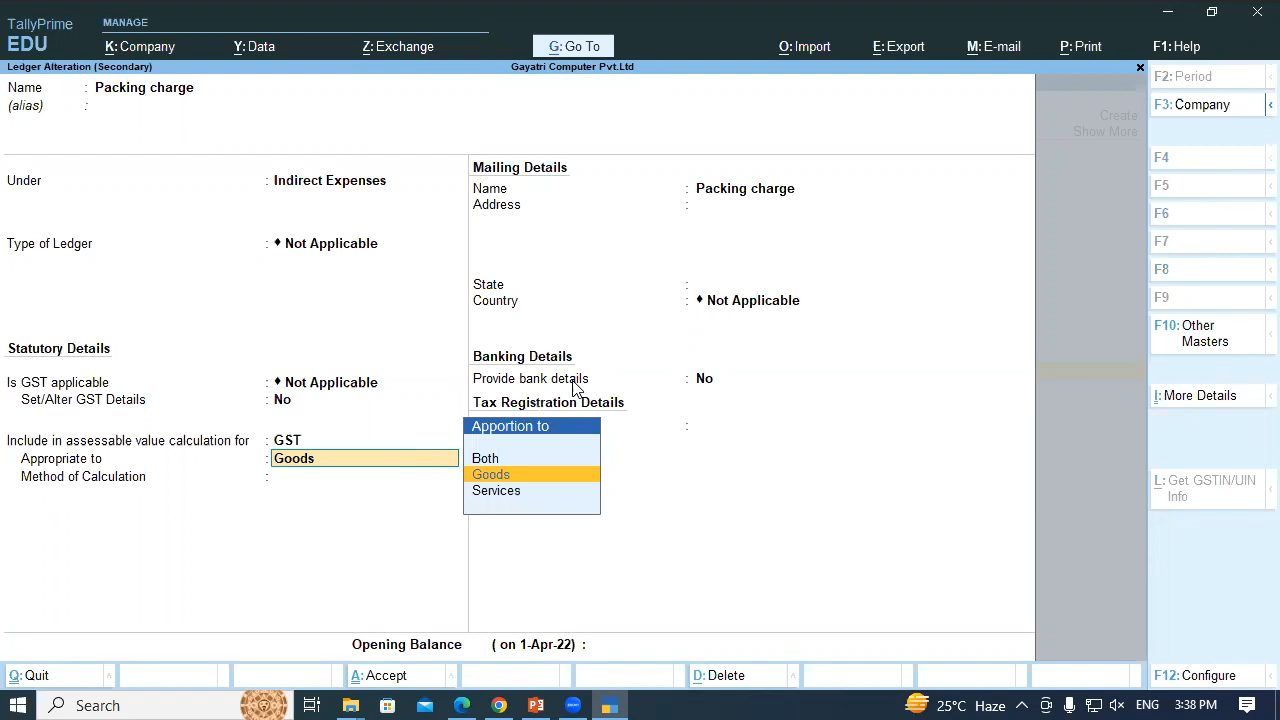 TallyPrime
EDU
MANAGE
K: Company
Y: Data
Z: Exchange
G: Go To
O: Import
E: Export
M: E-mail
P: Print
F1: Help
Ledger Alteration (Secondary)
Gayatri Computer Pvt.Ltd
Name : Packing charge
(alias) :
Under : Indirect Expenses
Type of Ledger : ♦ Not Applicable
Statutory Details
Is GST applicable : ♦ Not Applicable
Set/Alter GST Details : No
Include in assessable value calculation for : GST
Appropriate to : Goods
Method of Calculation :
Mailing Details
Name : Packing charge
Address :
State :
Country : ♦ Not Applicable
Banking Details
Provide bank details : No
Tax Registration Details
:
Apportion to
Both
Goods
Services
Opening Balance ( on 1-Apr-22) :
Create
Show More
F2: Period
F3: Company
F4
F5
F6
F7
F8
F9
F10: Other
Masters
I: More Details
L: Get GSTIN/UIN
Info
Q: Quit
A: Accept
D: Delete
F12: Configure
Search
25°C Haze
ENG
3:38 PM